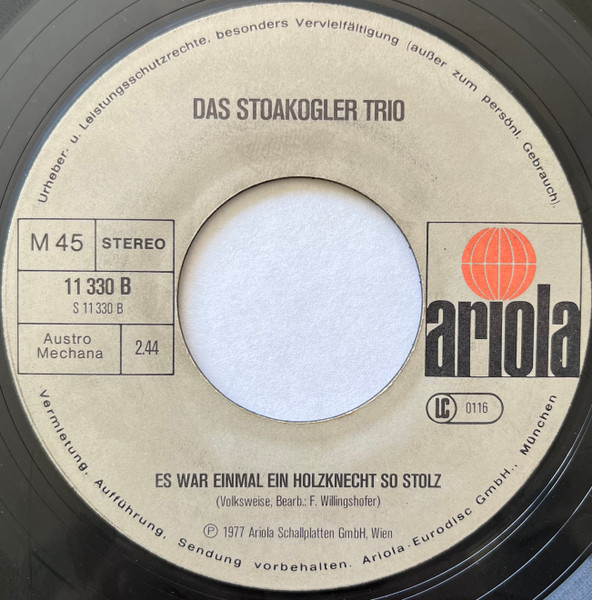 Urheber- u. Leistungsschutzrechte, besonders Vervielfältigung (außer zum persönl. Gebrauch).
DAS STOAKOGLER TRIO
M 45
STEREO
11 330 B
S 11 330 B
Austro
Mechana
2.44
ariola
LC 0116
ES WAR EINMAL EIN HOLZKNECHT SO STOLZ
(Volksweise, Bearb.: F. Willingshofer)
Ⓟ 1977 Ariola Schallplatten GmbH, Wien
Vermietung, Aufführung, Sendung vorbehalten. Ariola-Eurodisc GmbH., München